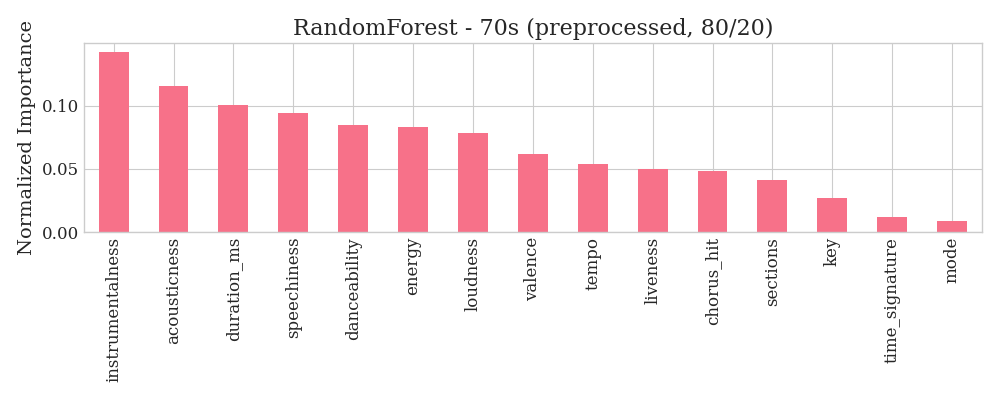 RandomForest - 70s (preprocessed, 80/20)
Normalized Importance
0.10
0.05
0.00
instrumentalness
acousticness
duration_ms
speechiness
danceability
energy
loudness
valence
tempo
liveness
chorus_hit
sections
key
time_signature
mode